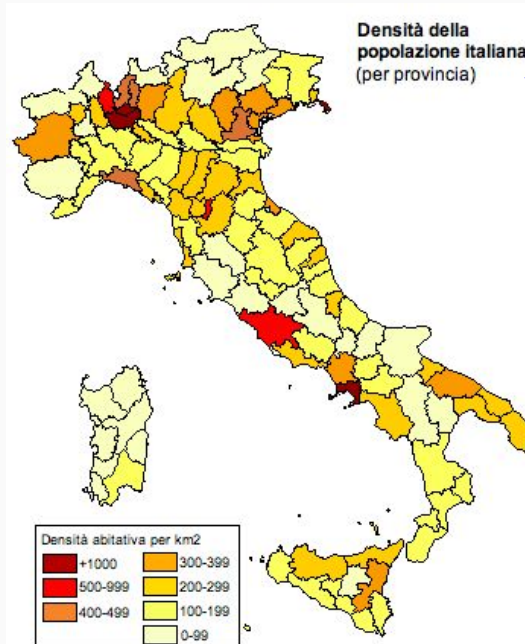 Densità della
popolazione italiana
(per provincia)
Densità abitativa per km2
+1000
500-999
400-499
300-399
200-299
100-199
0-99